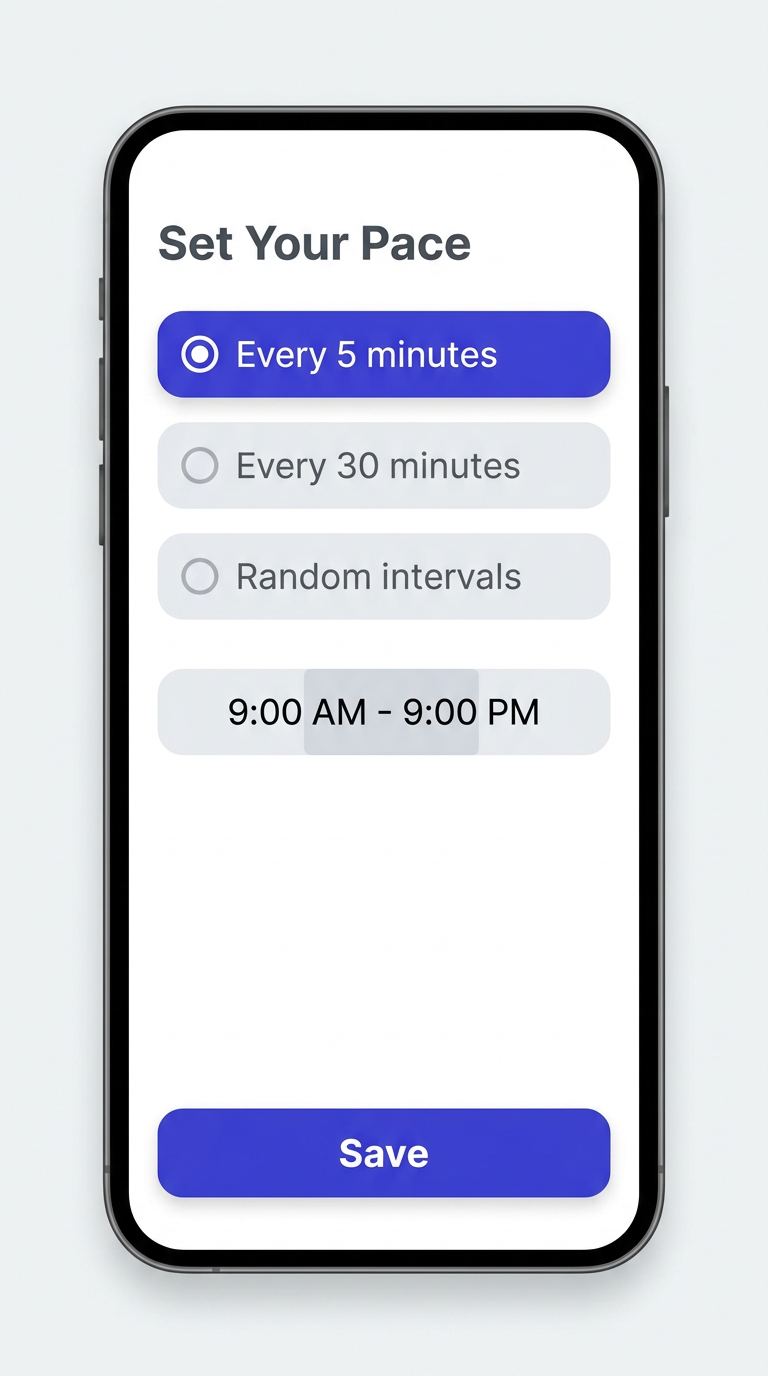 Set Your Pace
Every 5 minutes
Every 30 minutes
Random intervals
9:00 AM - 9:00 PM
Save